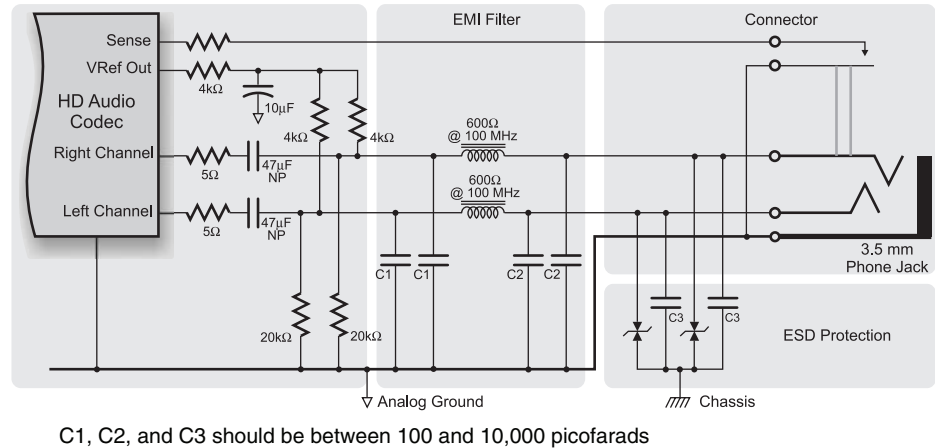 EMI Filter
Connector
Sense
VRef Out
4kΩ
10µF
HD Audio
Codec
4kΩ
4kΩ
600Ω
@ 100 MHz
Right Channel
5Ω
47µF
NP
600Ω
@ 100 MHz
Left Channel
5Ω
47µF
NP
3.5 mm
Phone Jack
C1
C1
C2
C2
C3
C3
20kΩ
20kΩ
ESD Protection
Analog Ground
Chassis
C1, C2, and C3 should be between 100 and 10,000 picofarads